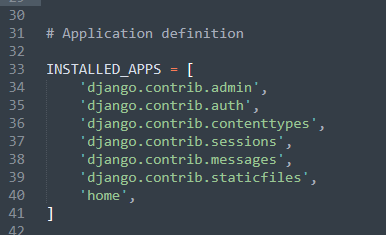 30
31 # Application definition
32
33 INSTALLED_APPS = [
34     'django.contrib.admin',
35     'django.contrib.auth',
36     'django.contrib.contenttypes',
37     'django.contrib.sessions',
38     'django.contrib.messages',
39     'django.contrib.staticfiles',
40     'home',
41 ]
42